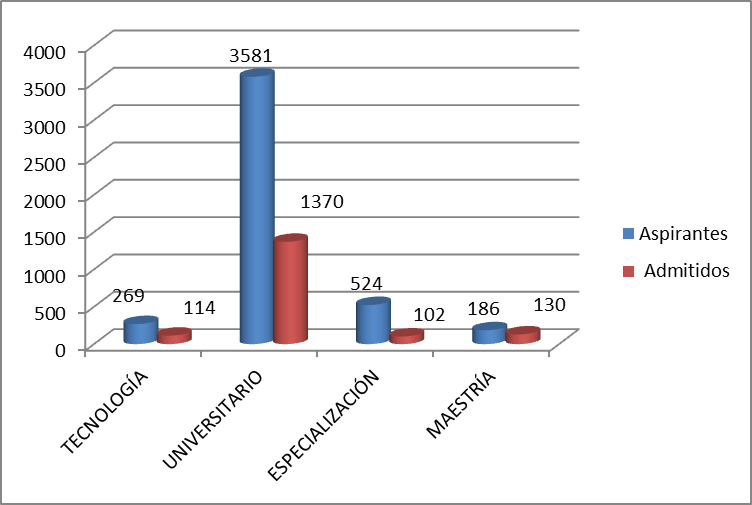 4000
3500
3000
2500
2000
1500
1000
500
0
3581
1370
269
114
524
102
186
130
TECNOLOGÍA
UNIVERSITARIO
ESPECIALIZACIÓN
MAESTRÍA
Aspirantes
Admitidos